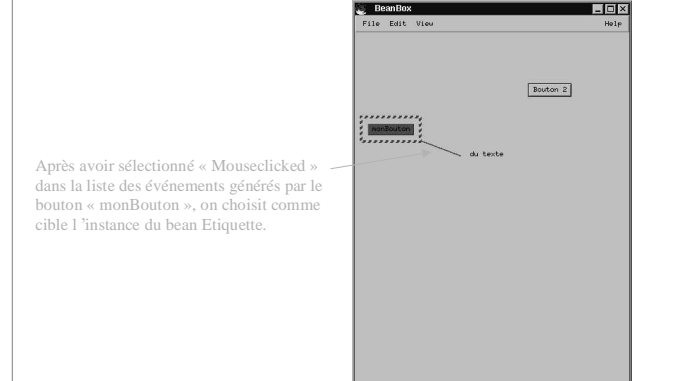 BeanBox
File Edit View Help
Bouton 2
monBouton
du texte
Après avoir sélectionné « Mouseclicked »
dans la liste des événements générés par le
bouton « monBouton », on choisit comme
cible l ’instance du bean Etiquette.